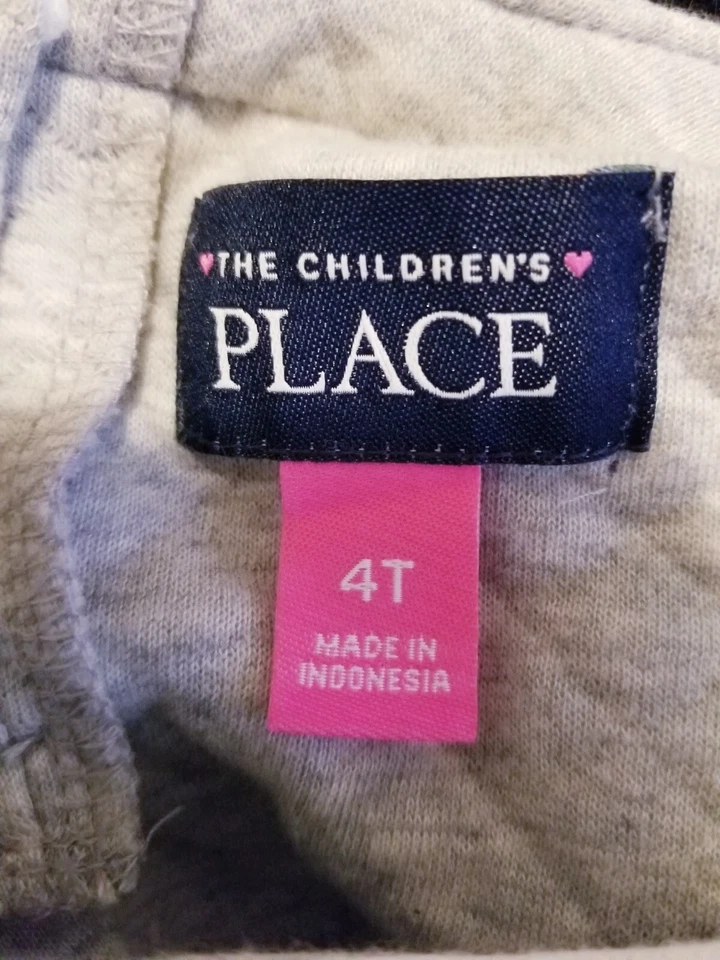 THE CHILDREN'S
PLACE
4T
MADE IN
INDONESIA